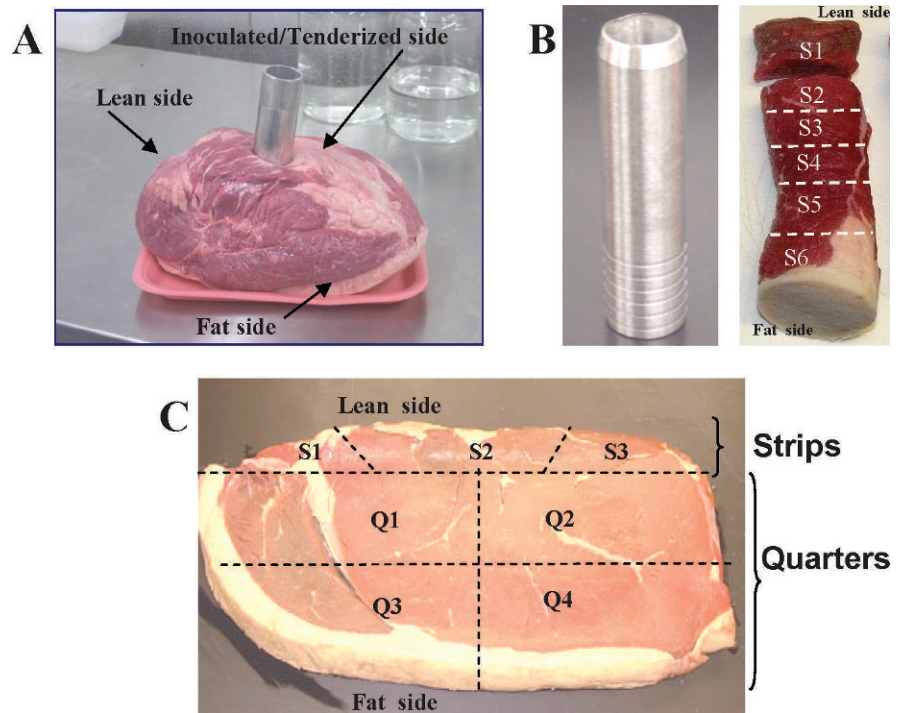 A
Inoculated/Tenderized side
Lean side
Fat side
B
Lean side
S1
S2
S3
S4
S5
S6
Fat side
C
Lean side
S1 S2 S3
Strips
Q1 Q2
Quarters
Q3 Q4
Fat side